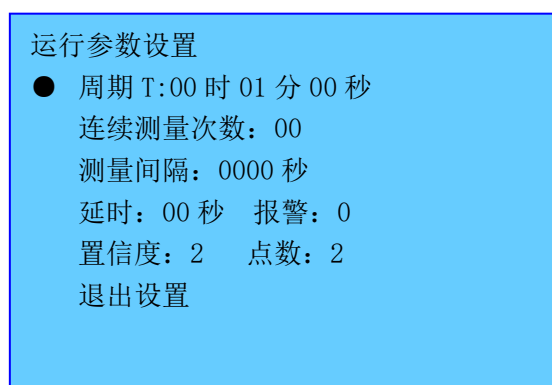 运行参数设置
● 周期 T:00 时 01 分 00 秒
连续测量次数：00
测量间隔：0000 秒
延时：00 秒 报警：0
置信度：2 点数：2
退出设置